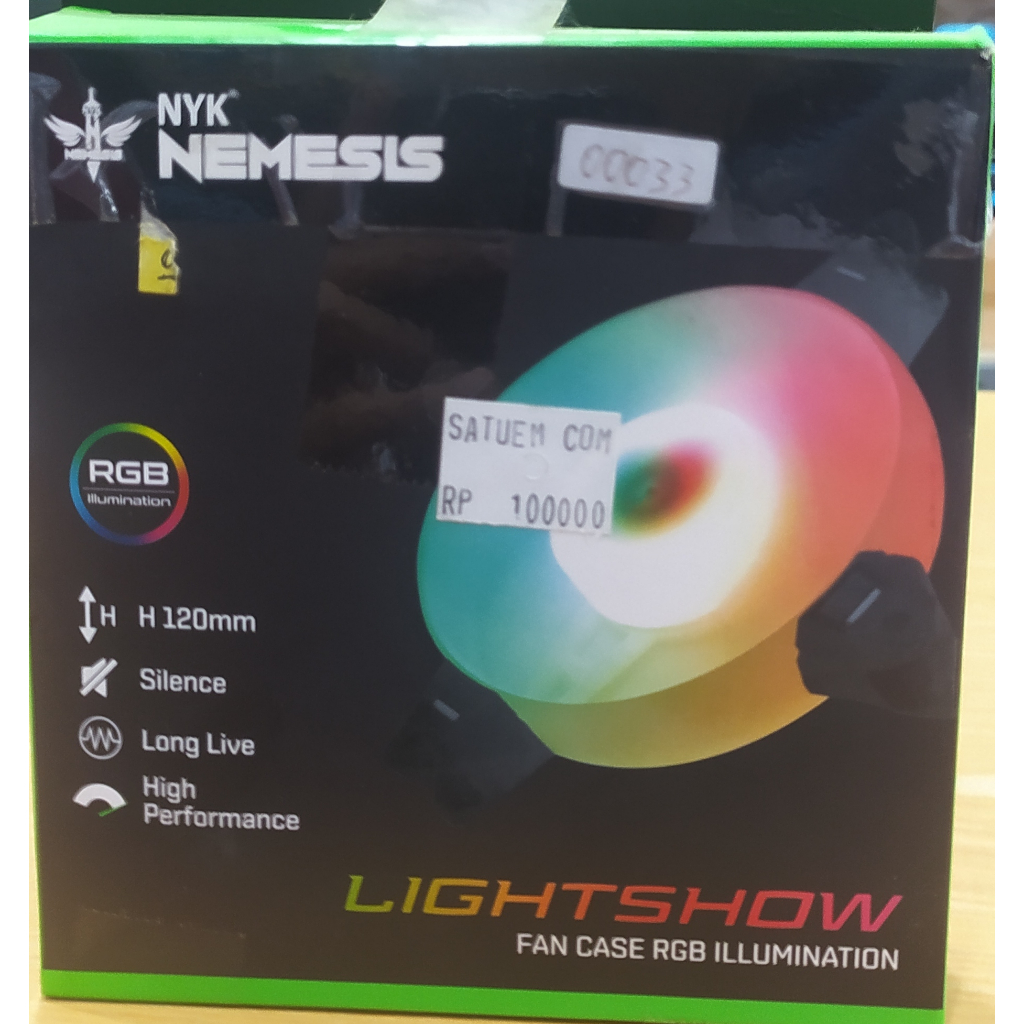 NYK
NEMESIS
NEMESIS
00033
SATUEM COM
RP 100000
RGB
Illumination
H H 120mm
Silence
Long Live
High
Performance
LIGHTSHOW
FAN CASE RGB ILLUMINATION